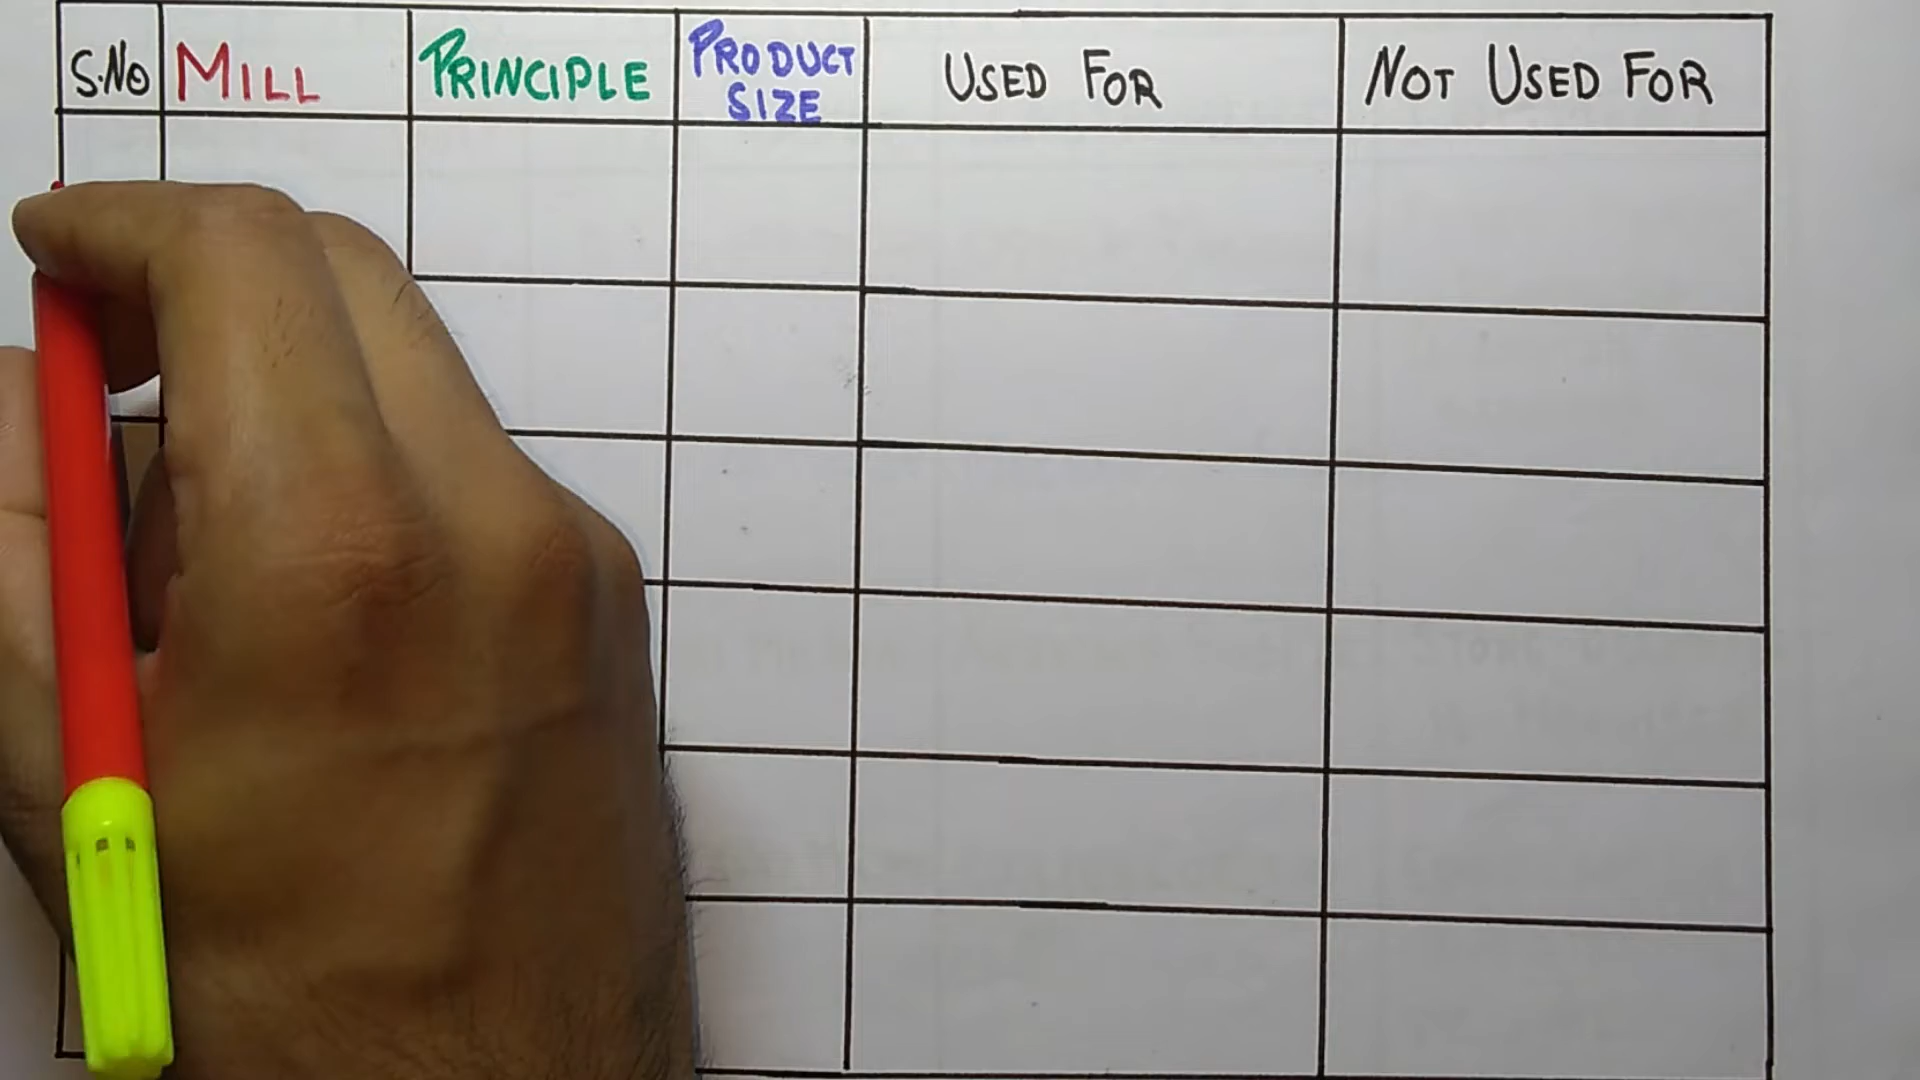 S.NO
MILL
PRINCIPLE
PRODUCT
SIZE
USED FOR
NOT USED FOR